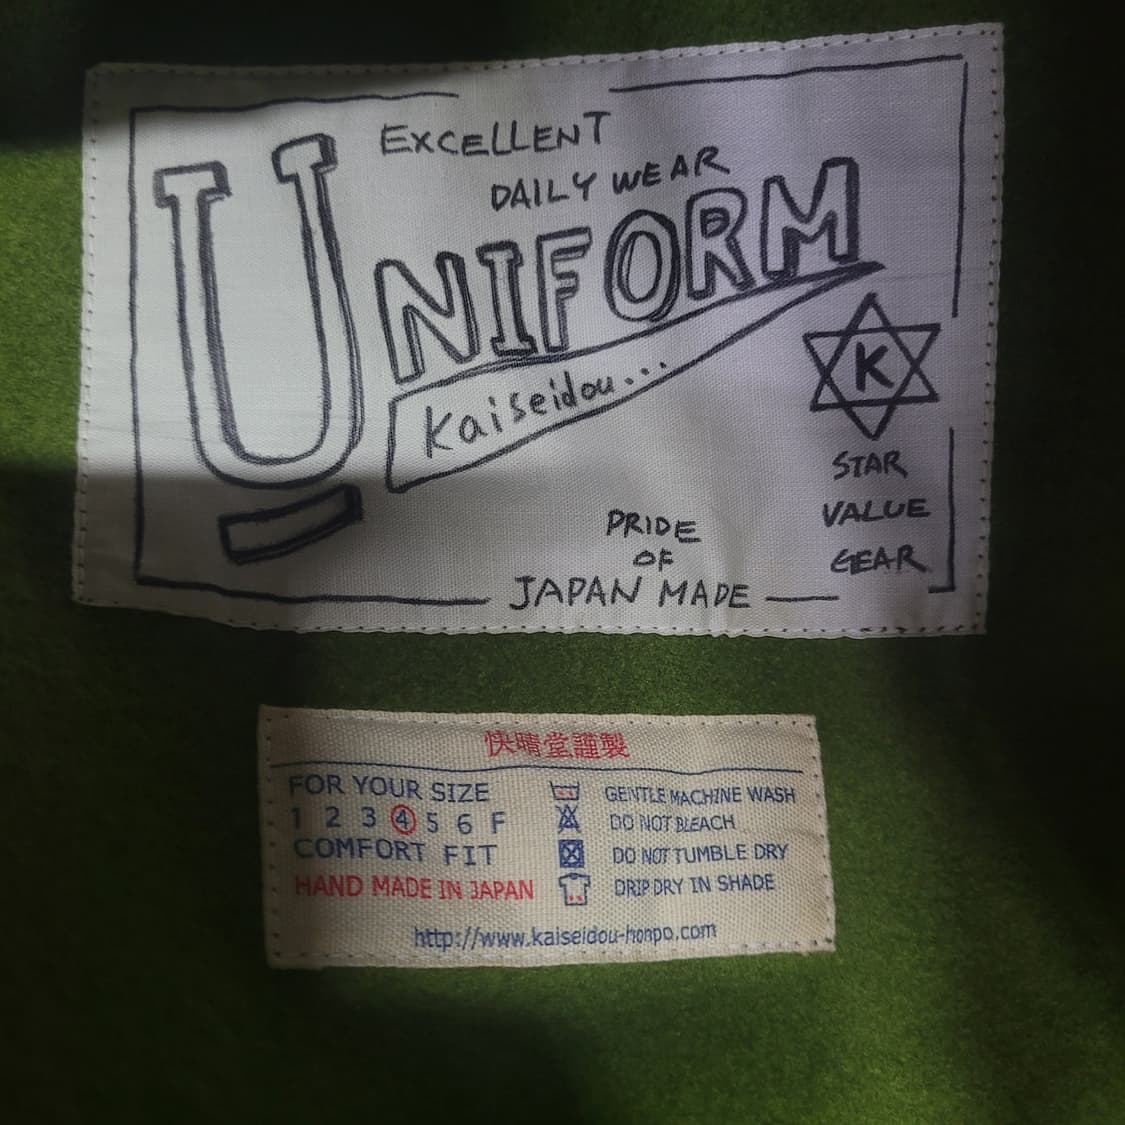 EXCELLENT
DAILY WEAR
UNIFORM
Kaiseidou...
K
STAR
VALUE
GEAR
PRIDE
OF
JAPAN MADE
快晴堂謹製
FOR YOUR SIZE
1 2 3 4 5 6 F
COMFORT FIT
HAND MADE IN JAPAN
GENTLE MACHINE WASH
DO NOT BLEACH
DO NOT TUMBLE DRY
DRIP DRY IN SHADE
http://www.kaiseidou-honpo.com